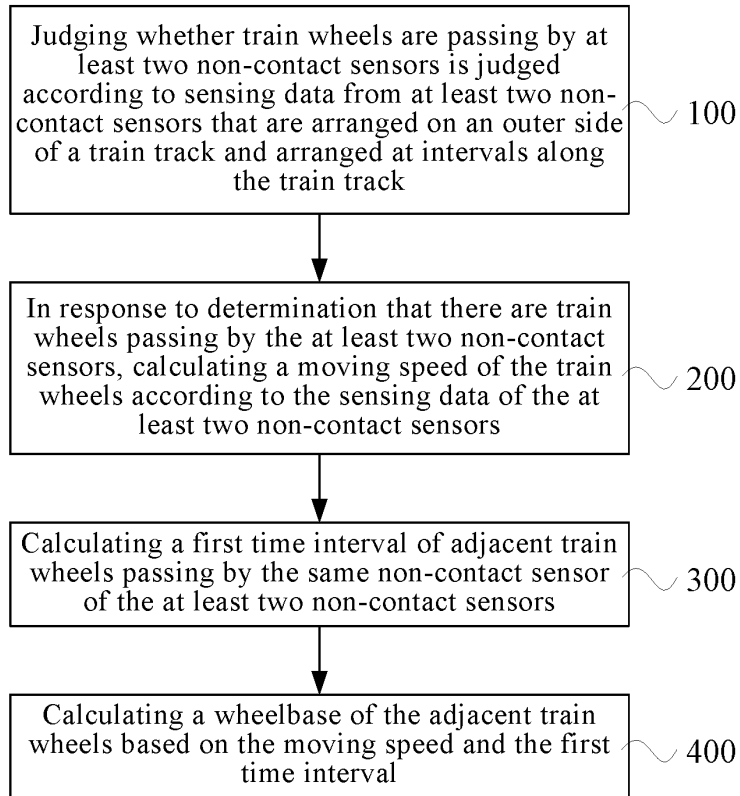 Judging whether train wheels are passing by at
least two non-contact sensors is judged
according to sensing data from at least two non-
contact sensors that are arranged on an outer side
of a train track and arranged at intervals along
the train track
100
In response to determination that there are train
wheels passing by the at least two non-contact
sensors, calculating a moving speed of the train
wheels according to the sensing data of the at
least two non-contact sensors
200
Calculating a first time interval of adjacent train
wheels passing by the same non-contact sensor
of the at least two non-contact sensors
300
Calculating a wheelbase of the adjacent train
wheels based on the moving speed and the first
time interval
400